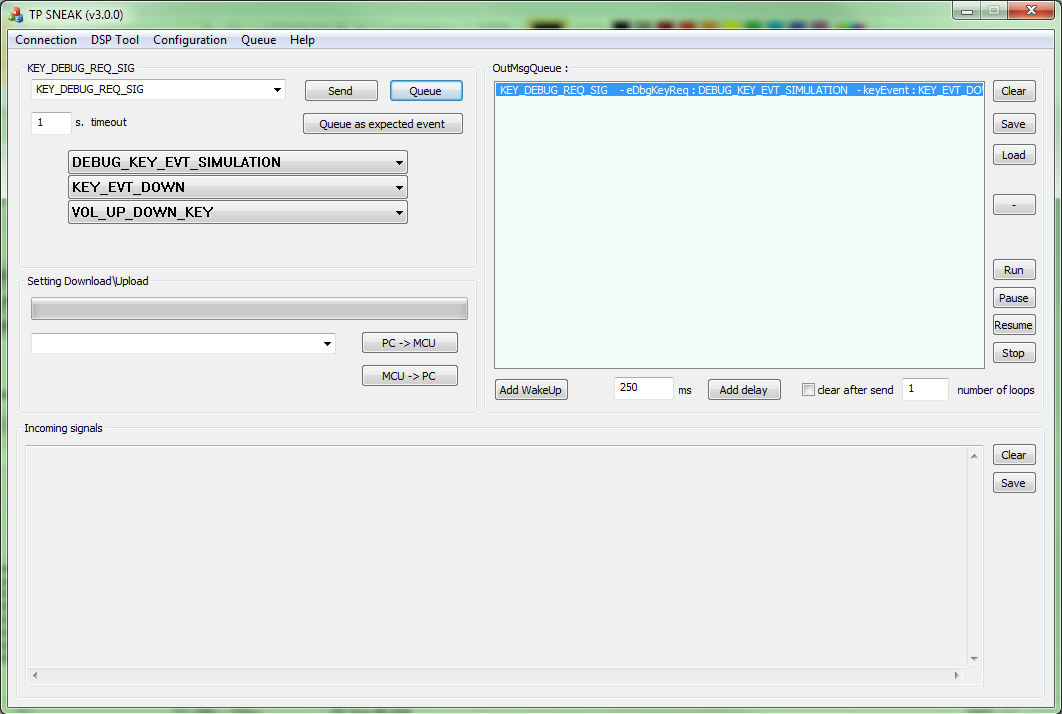 TP SNEAK (v3.0.0)
Connection DSP Tool Configuration Queue Help
KEY_DEBUG_REQ_SIG
KEY_DEBUG_REQ_SIG
Send
Queue
1 s. timeout
Queue as expected event
DEBUG_KEY_EVT_SIMULATION
KEY_EVT_DOWN
VOL_UP_DOWN_KEY
Setting Download\Upload
PC -> MCU
MCU -> PC
OutMsgQueue :
KEY_DEBUG_REQ_SIG - eDbgKeyReq : DEBUG_KEY_EVT_SIMULATION - keyEvent : KEY_EVT_DOW
Clear
Save
Load
-
Run
Pause
Resume
Stop
Add WakeUp
250 ms
Add delay
clear after send
1 number of loops
Incoming signals
Clear
Save